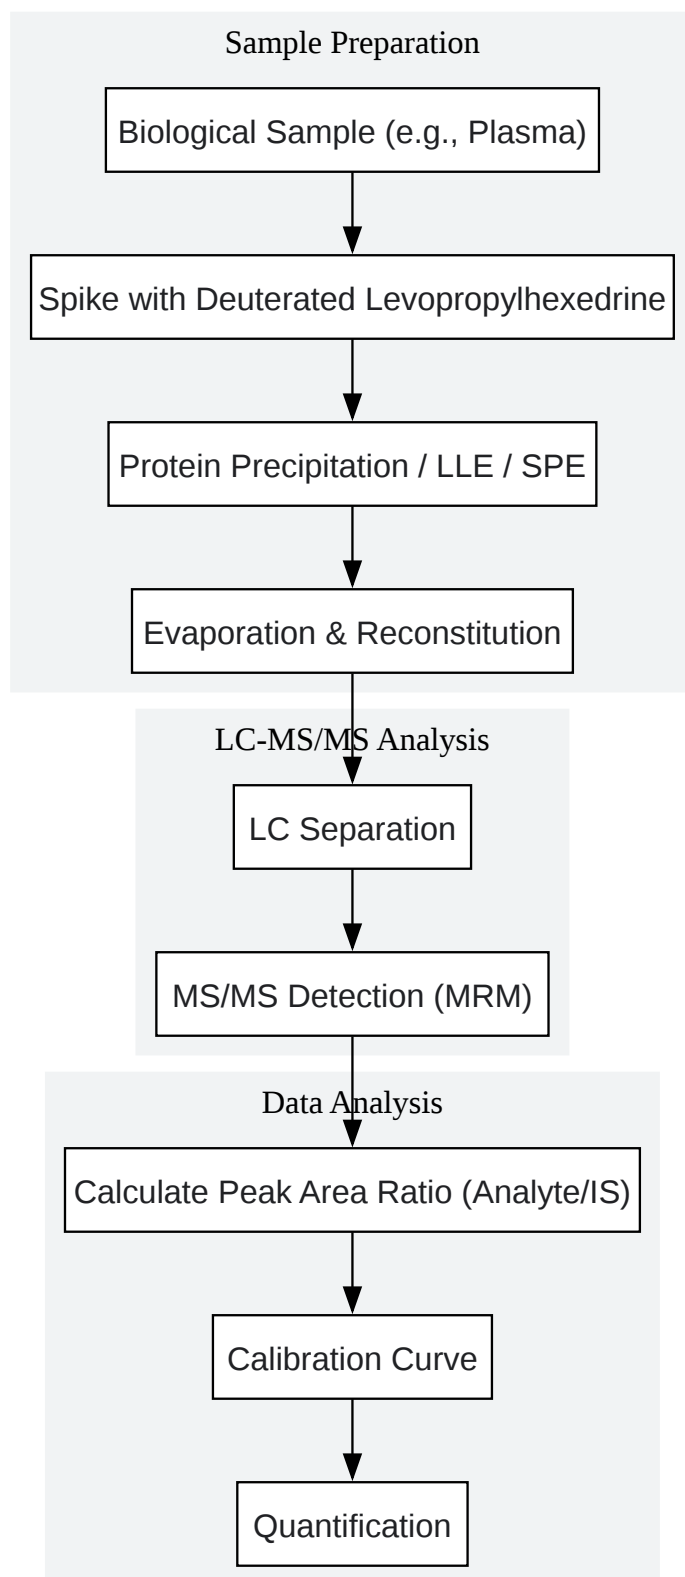 Sample Preparation
Biological Sample (e.g., Plasma)
Spike with Deuterated Levopropylhexedrine
Protein Precipitation / LLE / SPE
Evaporation & Reconstitution
LC-MS/MS Analysis
LC Separation
MS/MS Detection (MRM)
Data Analysis
Calculate Peak Area Ratio (Analyte/IS)
Calibration Curve
Quantification